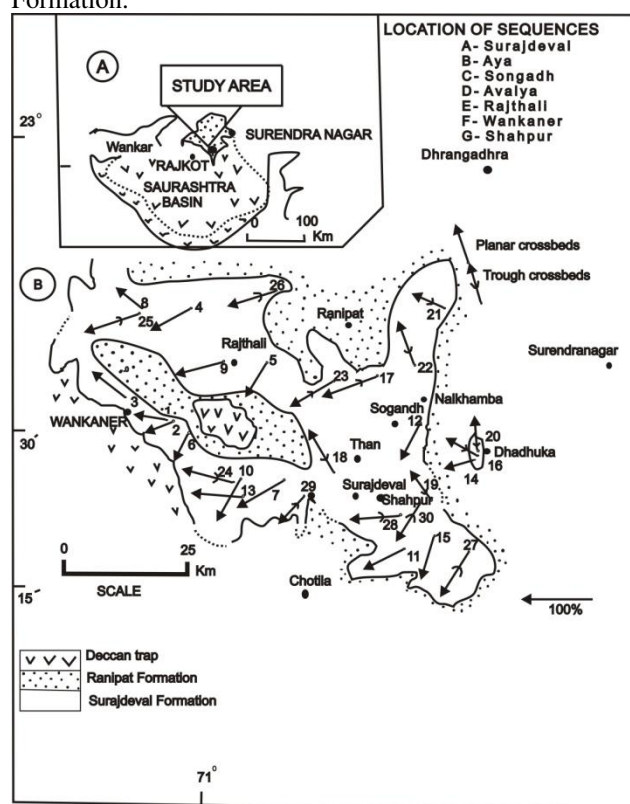 Formation.
LOCATION OF SEQUENCES
A- Surajdeval
B- Aya
C- Songadh
D- Avalya
E- Rajthali
F- Wankaner
G- Shahpur
A
STUDY AREA
23°
SURENDRA NAGAR
Wankar
RAJKOT
SAURASHTRA
BASIN
0 100
Km
Dhrangadhra
Planar crossbeds
Trough crossbeds
B
26
8
4
25
21
Ranipat
Rajthali
9
5
22
Surendranagar
23
17
3
WANKANER
1
2
Sogandh
Nalkhamba
12
30'
6
18
Than
20
Dhadhuka
16
14
24
10
13
7
29
Surajdeval
Shahpur
19
28
30
15
27
11
0 25
Km
SCALE
Chotila
15'
100%
Deccan trap
Ranipat Formation
Surajdeval Formation
71°